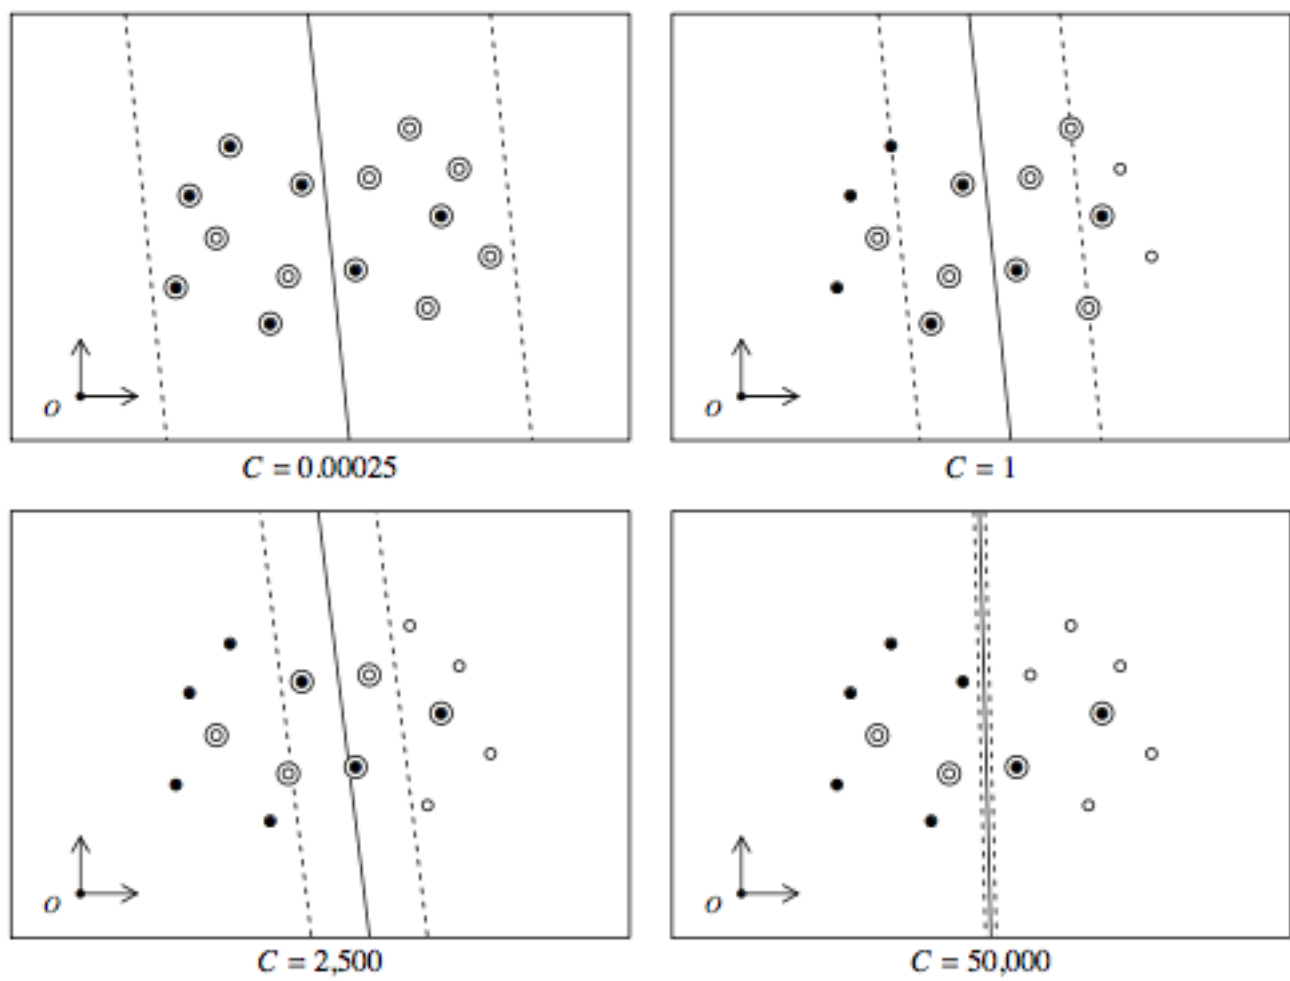 O
O
C = 0.00025
C = 1
O
O
C = 2,500
C = 50,000